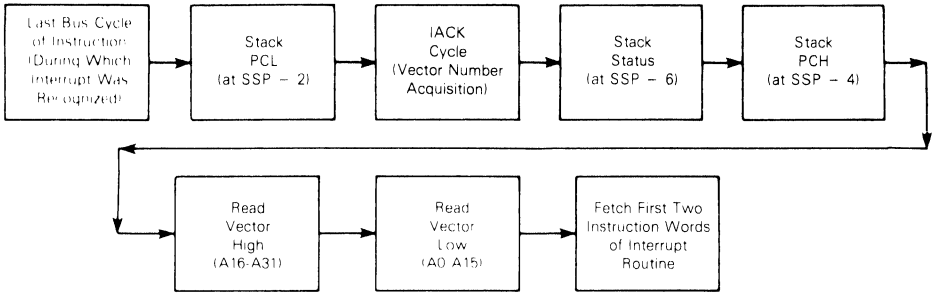 Last Bus Cycle
of Instruction
(During Which
Interrupt Was
Recognized)
Stack
PCL
(at SSP – 2)
IACK
Cycle
(Vector Number
Acquisition)
Stack
Status
(at SSP – 6)
Stack
PCH
(at SSP – 4)
Read
Vector
High
(A16-A31)
Read
Vector
Low
(A0 A15)
Fetch First Two
Instruction Words
of Interrupt
Routine